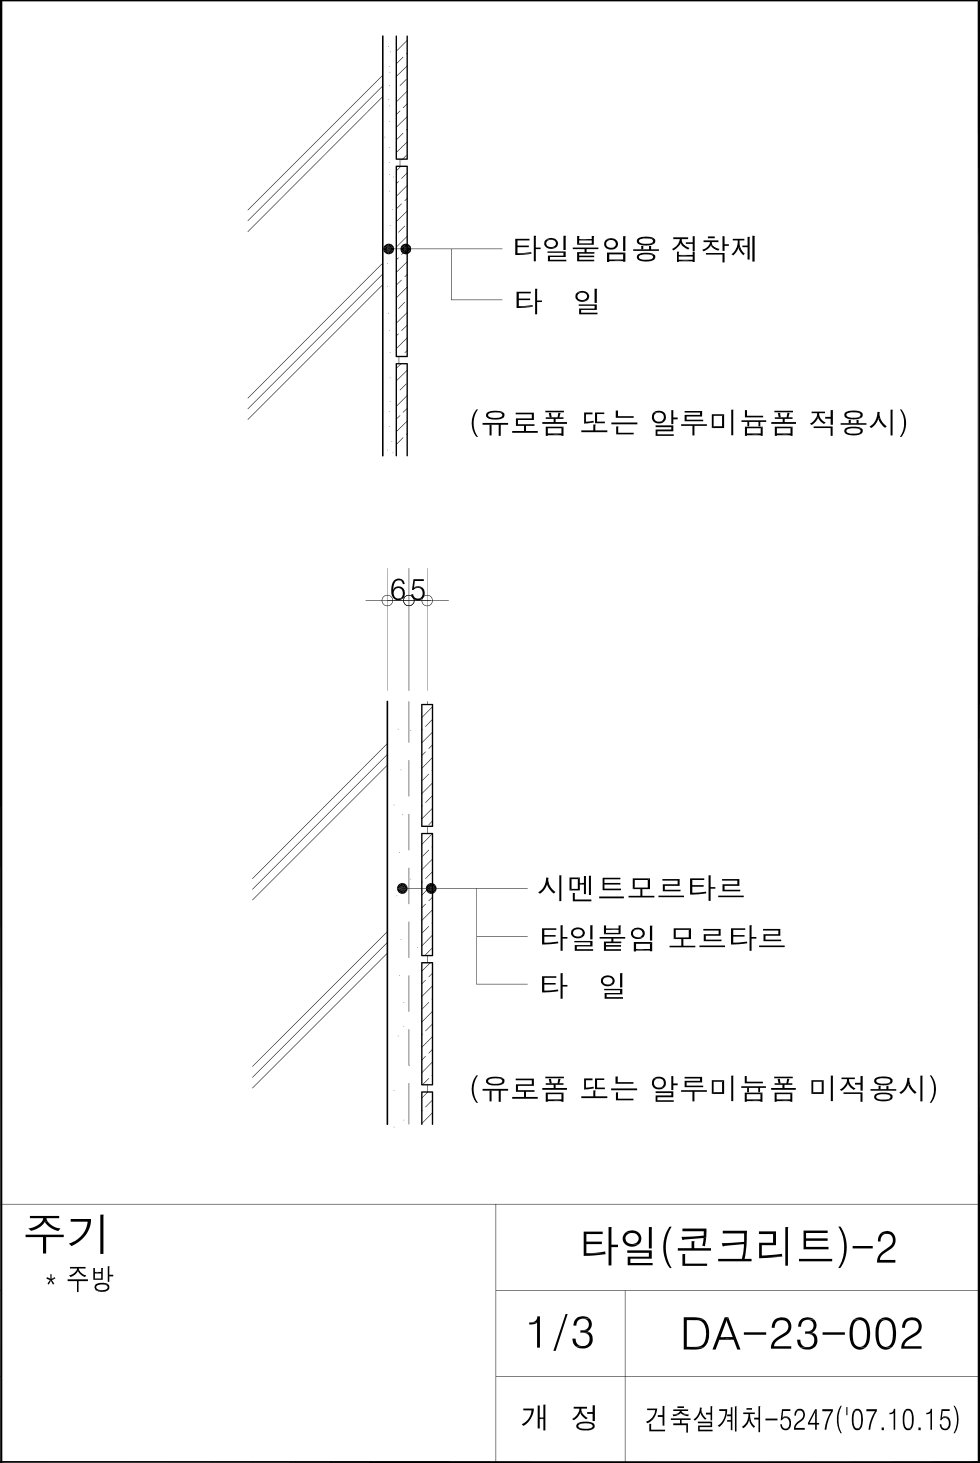 타일붙임용 접착제
타 일
(유로폼 또는 알루미늄폼 적용시)
65
시멘트모르타르
타일붙임 모르타르
타 일
(유로폼 또는 알루미늄폼 미적용시)
주기
* 주방
타일(콘크리트)-2
1/3
DA-23-002
개 정
건축설계처-5247('07.10.15)